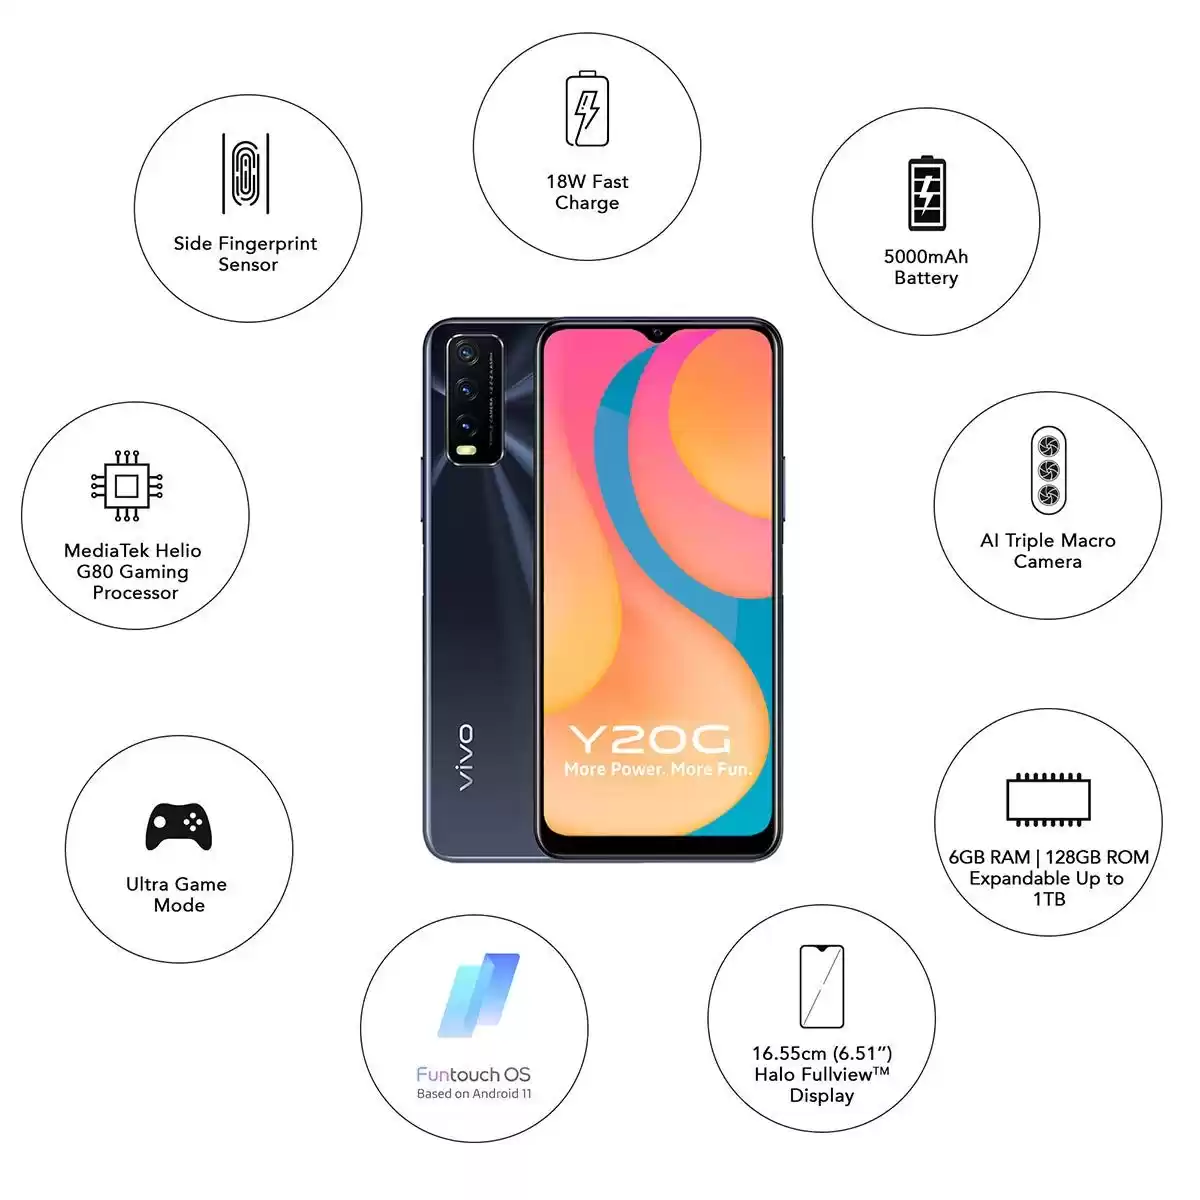 18W Fast
Charge
Side Fingerprint
Sensor
5000mAh
Battery
MediaTek Helio
G80 Gaming
Processor
AI Triple Macro
Camera
vivo
Y20G
More Power. More Fun.
Ultra Game
Mode
6GB RAM | 128GB ROM
Expandable Up to
1TB
Funtouch OS
Based on Android 11
16.55cm (6.51”)
Halo Fullview™
Display